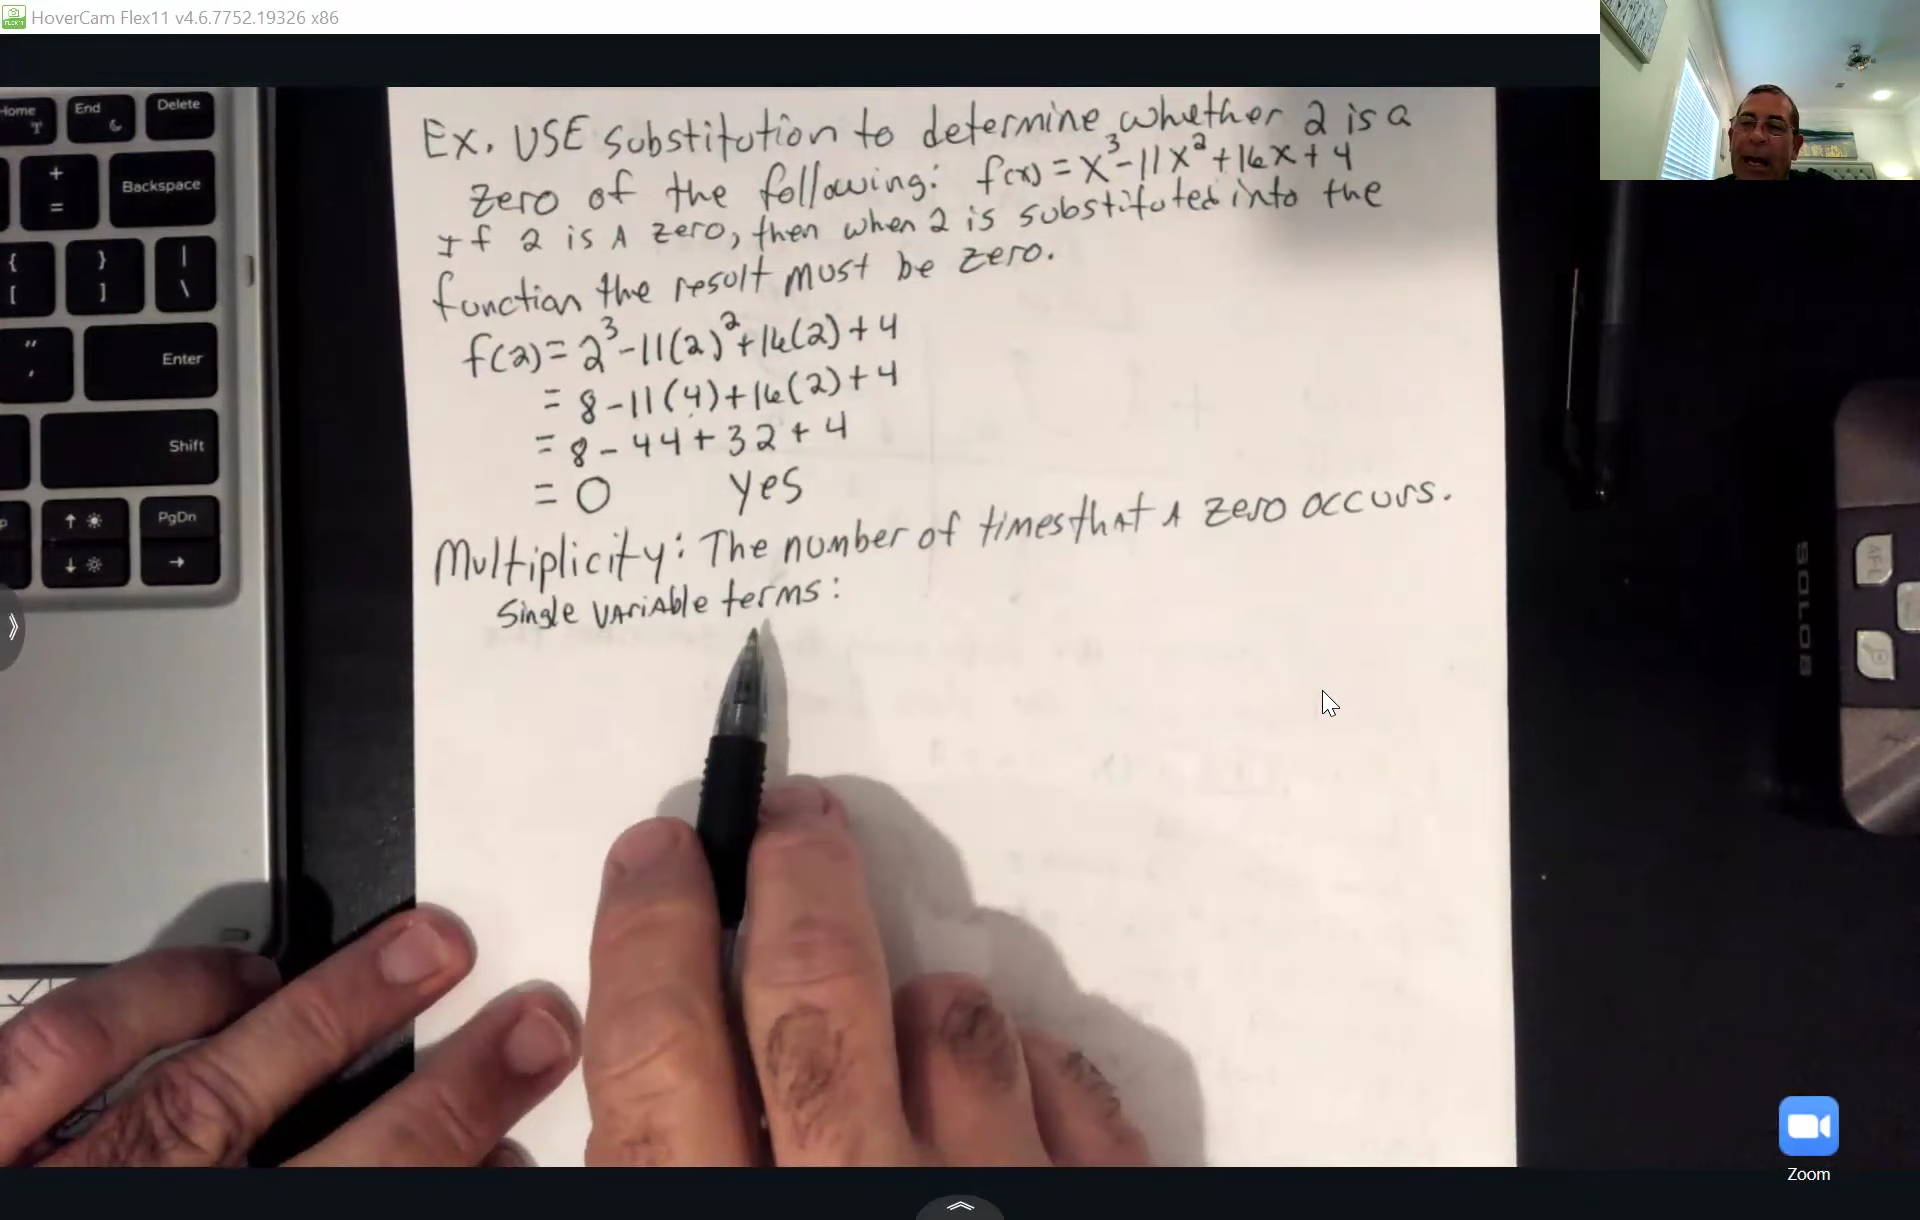 HoverCam Flex11 v4.6.7752.19326 x86
Home
End
Delete
+
=
Backspace
{
[
}
]
|
\
"
,
Enter
Shift
PgDn
Ex. USE substitution to determine whether 2 is a
zero of the following: f(x) = x³ - 11x² + 16x + 4
If 2 is A zero, then when 2 is substituted into the
function the result must be zero.
f(2) = 2³ - 11(2)² + 16(2) + 4
= 8 - 11(4) + 16(2) + 4
= 8 - 44 + 32 + 4
= 0 yes
Multiplicity: The number of times that A zero occurs.
Single variable terms:
SOLO8
AFL
Zoom